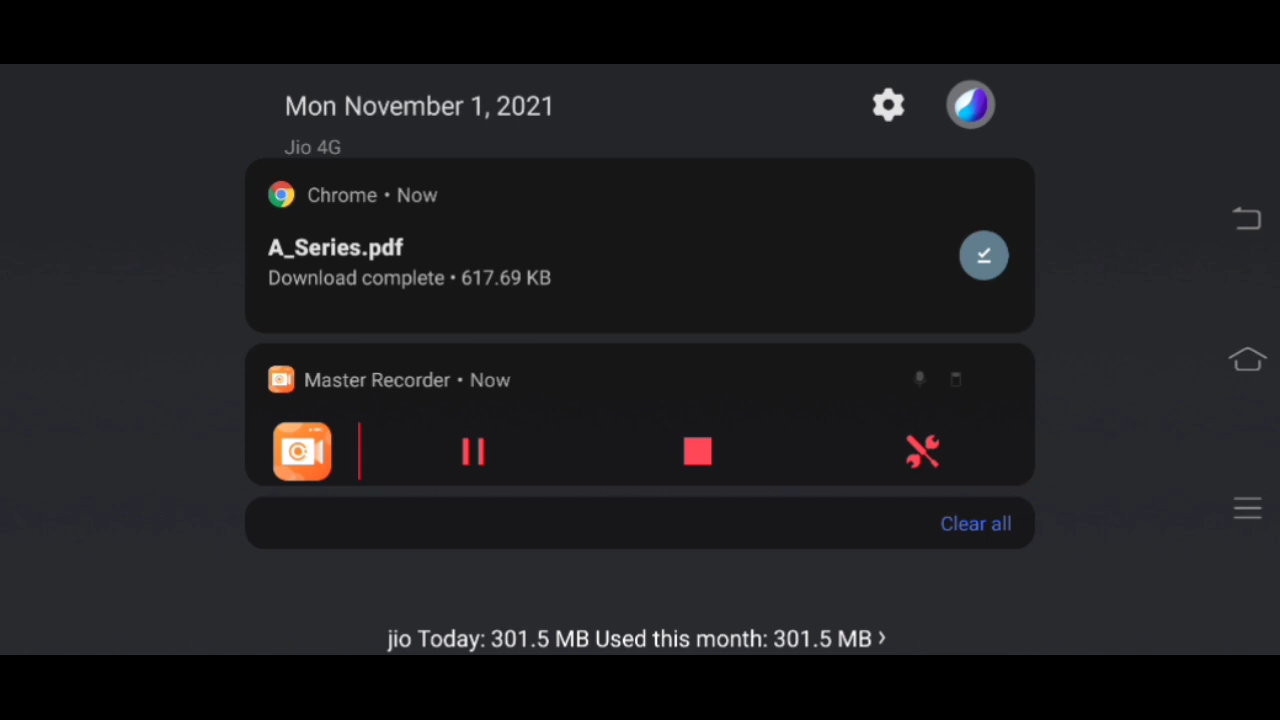 Mon November 1, 2021
Jio 4G
Chrome • Now
A_Series.pdf
Download complete • 617.69 KB
Master Recorder • Now
Clear all
jio Today: 301.5 MB Used this month: 301.5 MB ›